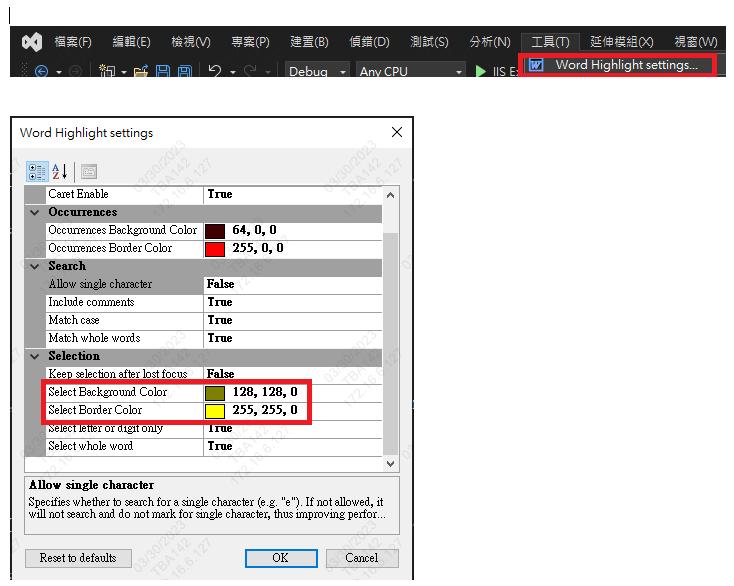 檔案(F) 編輯(E) 檢視(V) 專案(P) 建置(B) 偵錯(D) 測試(S) 分析(N) 工具(T) 延伸模組(X) 視窗(W)
Debug Any CPU IIS Ex Word Highlight settings...
Word Highlight settings
Caret Enable True
Occurrences
Occurrences Background Color 64, 0, 0
Occurrences Border Color 255, 0, 0
Search
Allow single character False
Include comments True
Match case True
Match whole words True
Selection
Keep selection after lost focus False
Select Background Color 128, 128, 0
Select Border Color 255, 255, 0
Select letter or digit only True
Select whole word True
Allow single character
Specifies whether to search for a single character (e.g. "e"). If not allowed, it
will not search and do not mark for single character, thus improving perfor...
Reset to defaults OK Cancel
03/30/2023
TBA142
172.16.6.127